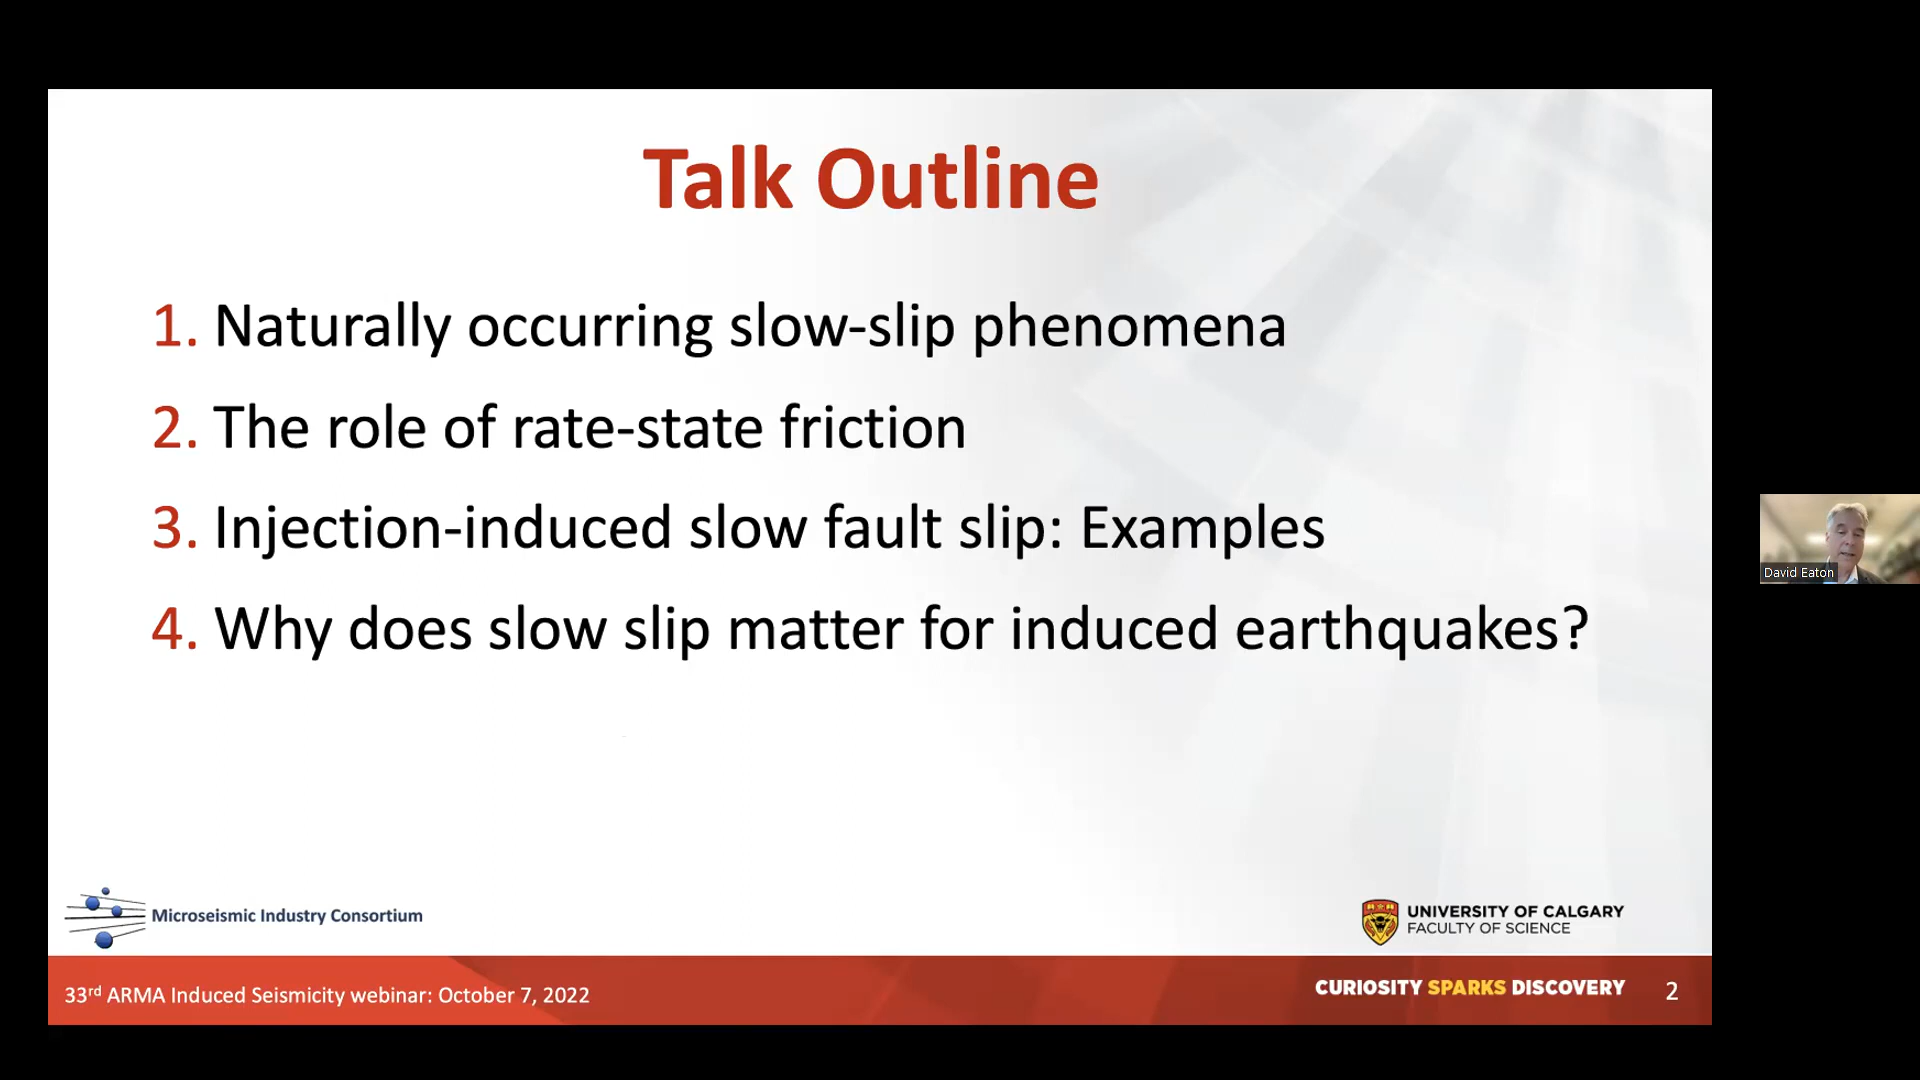 Talk Outline
1. Naturally occurring slow-slip phenomena
2. The role of rate-state friction
3. Injection-induced slow fault slip: Examples
4. Why does slow slip matter for induced earthquakes?
David Eaton
Microseismic Industry Consortium
UNIVERSITY OF CALGARY
FACULTY OF SCIENCE
33rd ARMA Induced Seismicity webinar: October 7, 2022
CURIOSITY SPARKS DISCOVERY
2